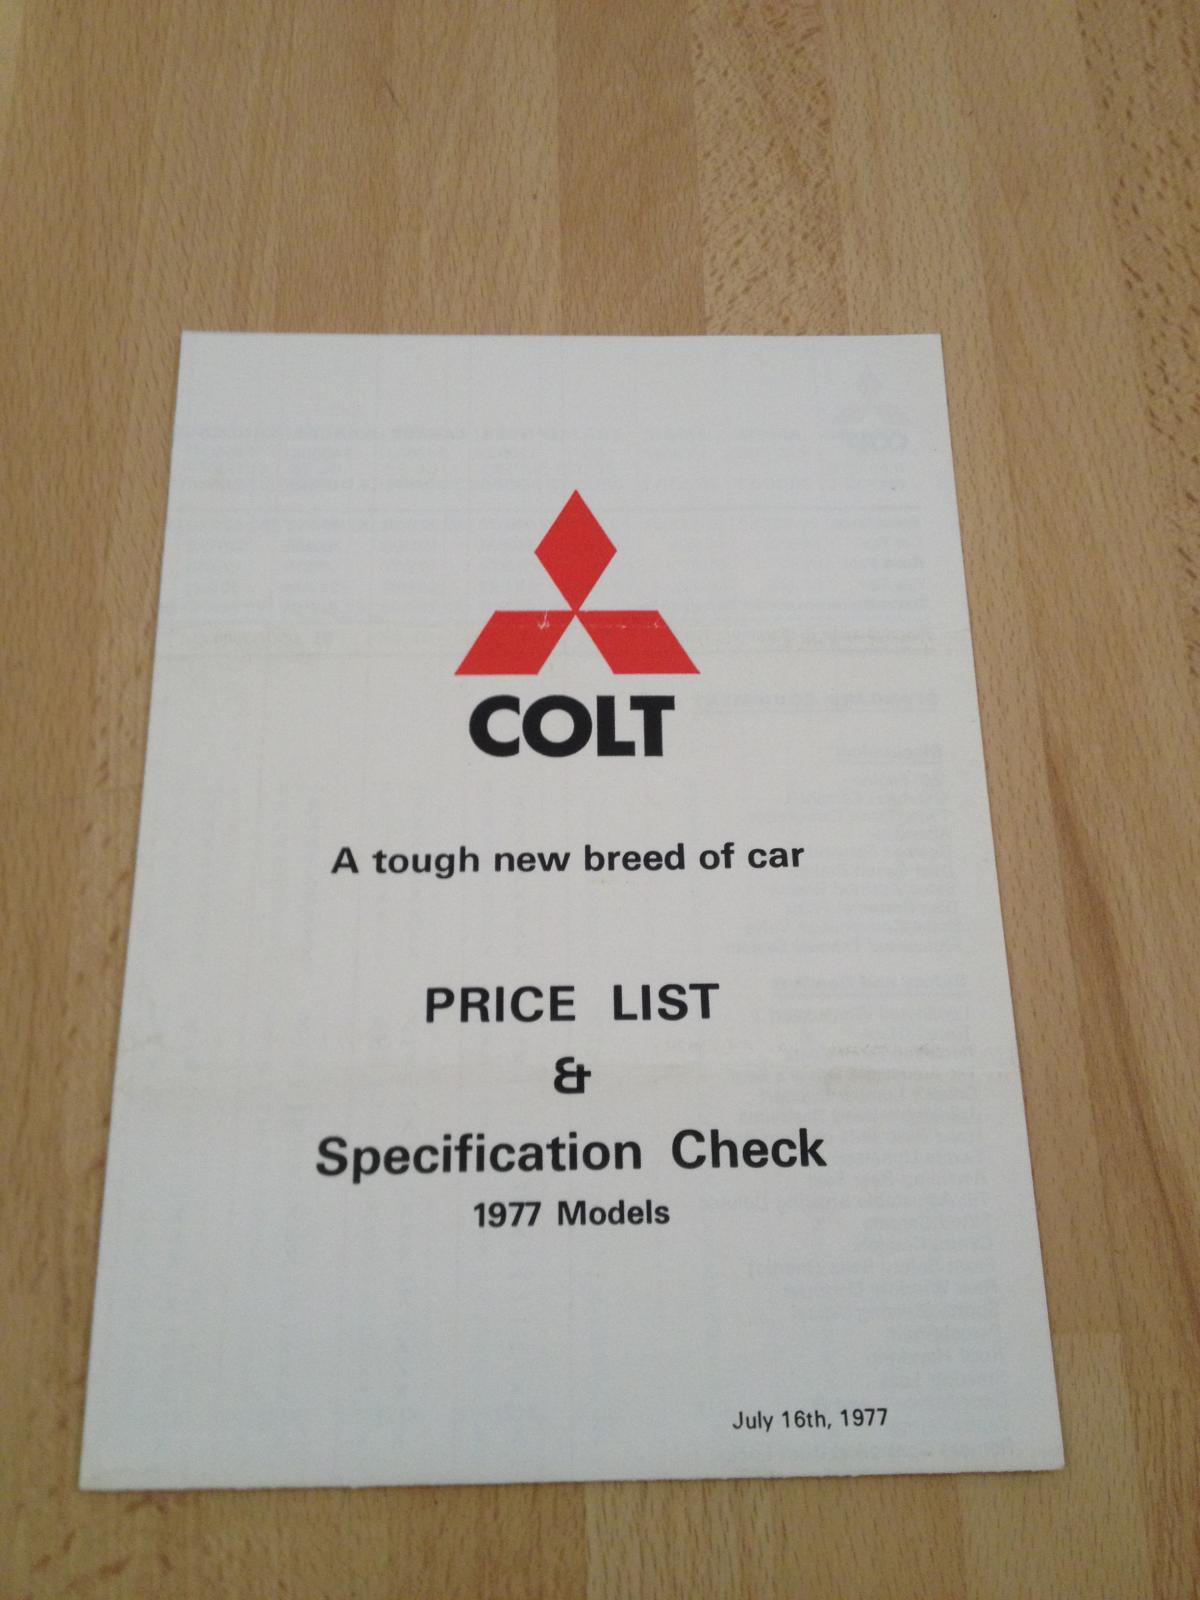 COLT
A tough new breed of car
PRICE LIST
&
Specification Check
1977 Models
July 16th, 1977